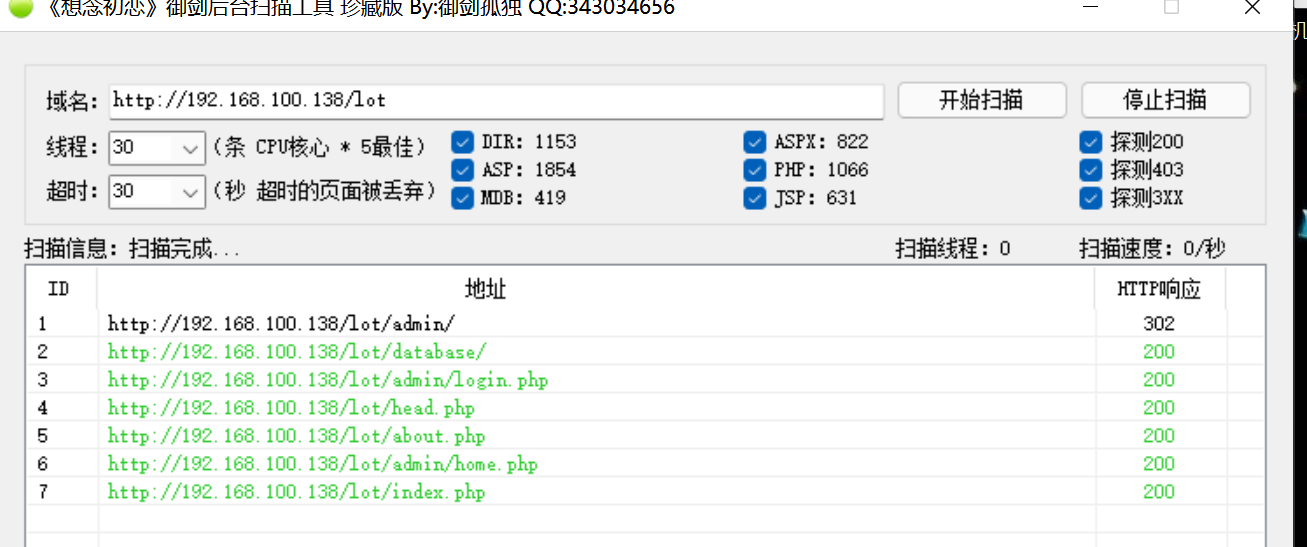 《想念初恋》御剑后台扫描工具 珍藏版 By:御剑孤独 QQ:343034656
域名: http://192.168.100.138/lot 开始扫描 停止扫描
线程: 30 (条 CPU核心 * 5最佳) DIR: 1153 ASPX: 822 探测200
ASP: 1854 PHP: 1066 探测403
超时: 30 (秒 超时的页面被丢弃) MDB: 419 JSP: 631 探测3XX
扫描信息: 扫描完成... 扫描线程: 0 扫描速度: 0/秒
ID 地址 HTTP响应
1 http://192.168.100.138/lot/admin/ 302
2 http://192.168.100.138/lot/database/ 200
3 http://192.168.100.138/lot/admin/login.php 200
4 http://192.168.100.138/lot/head.php 200
5 http://192.168.100.138/lot/about.php 200
6 http://192.168.100.138/lot/admin/home.php 200
7 http://192.168.100.138/lot/index.php 200